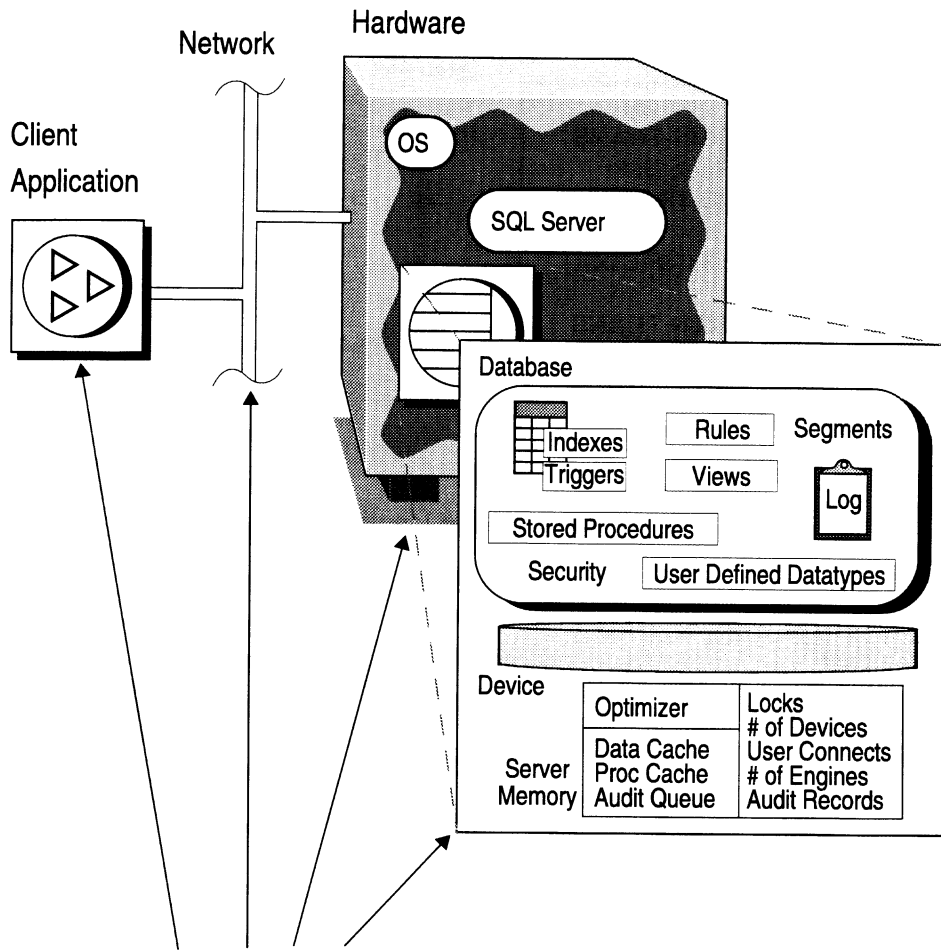 Hardware
Network
Client
Application
OS
SQL Server
Database
Indexes
Triggers
Rules
Views
Segments
Log
Stored Procedures
Security
User Defined Datatypes
Device
Server
Memory
Optimizer
Data Cache
Proc Cache
Audit Queue
Locks
# of Devices
User Connects
# of Engines
Audit Records